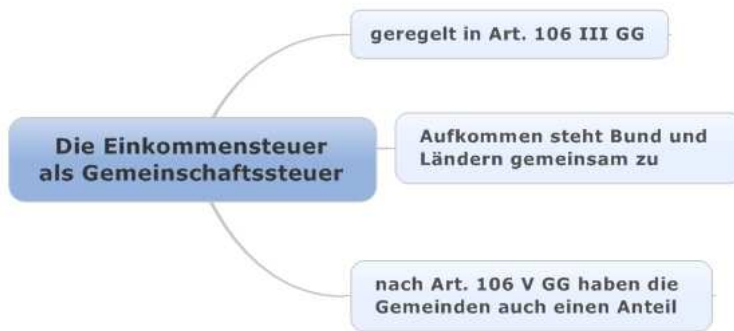 geregelt in Art. 106 III GG
Die Einkommensteuer
als Gemeinschaftssteuer
Aufkommen steht Bund und
Ländern gemeinsam zu
nach Art. 106 V GG haben die
Gemeinden auch einen Anteil